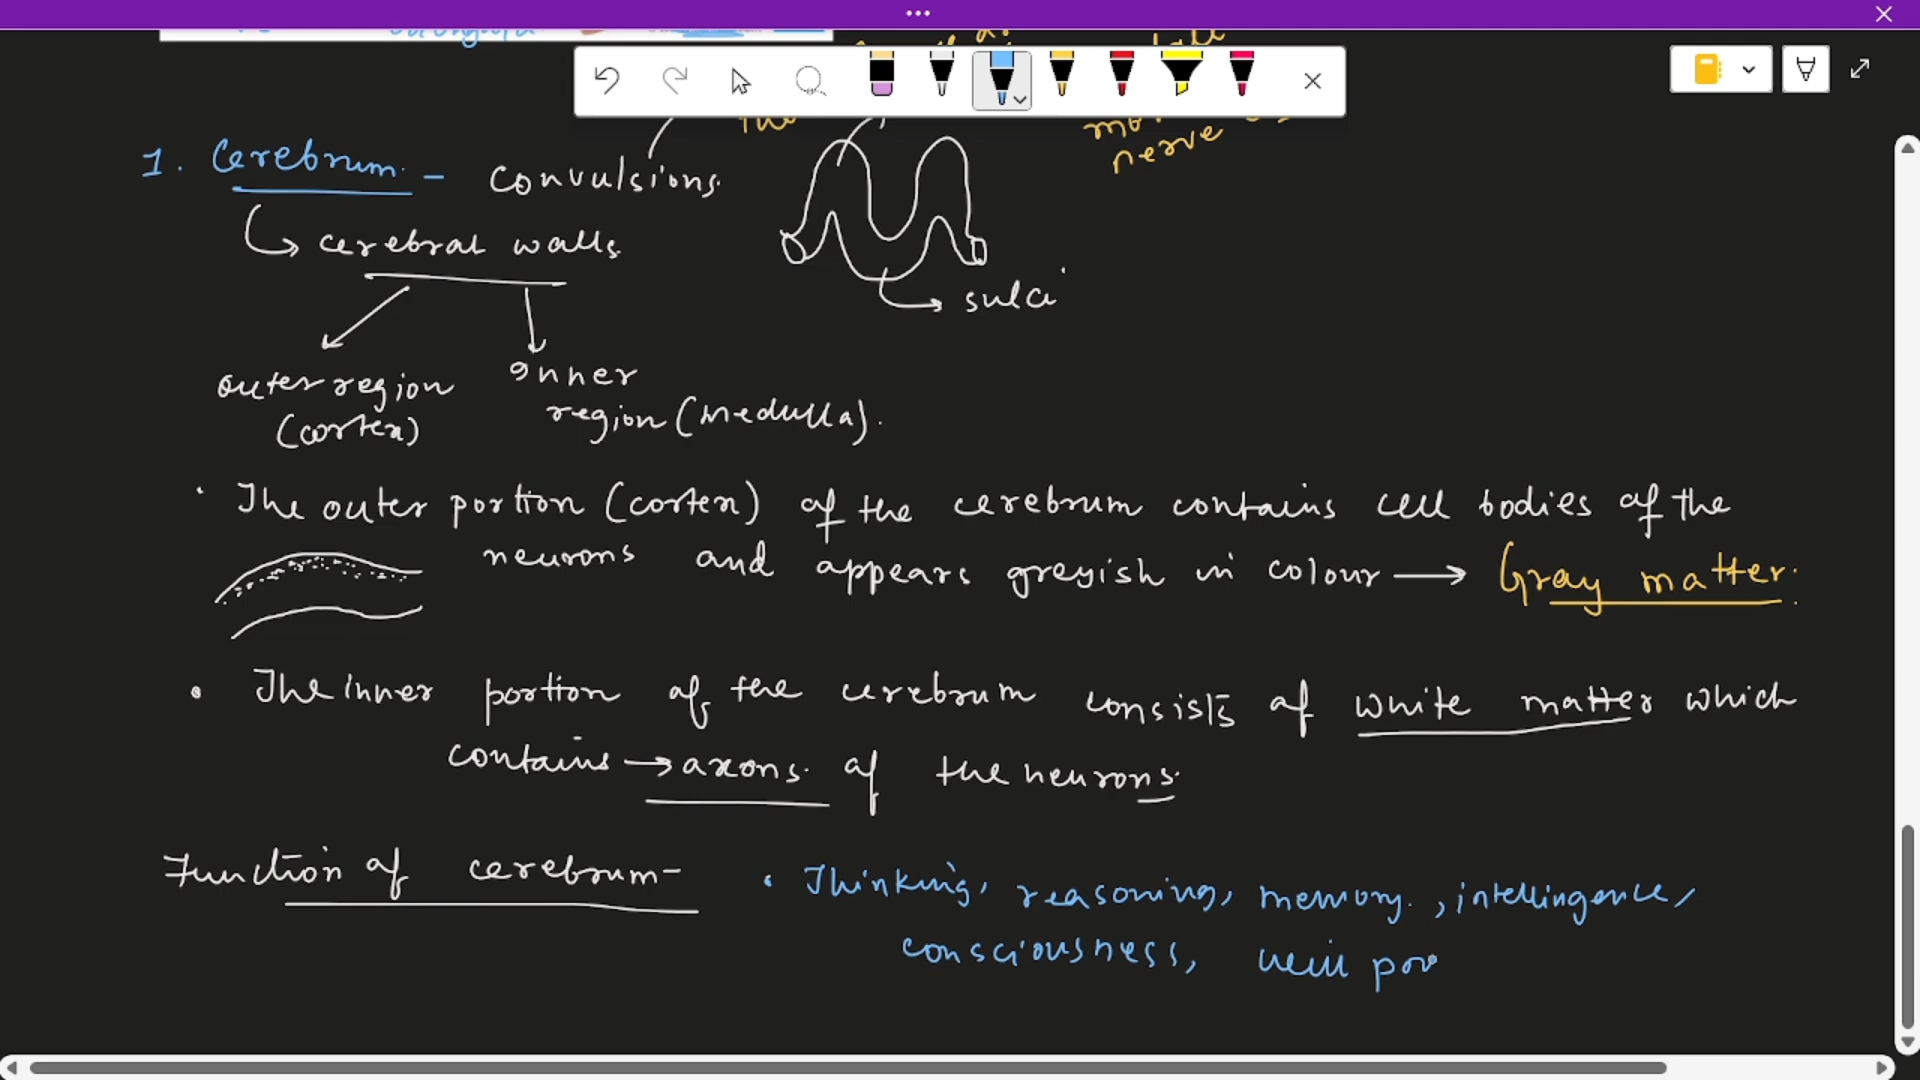 1. Cerebrum. - convulsions.
↳ cerebral walls
sulci
nerve
outer region
(cortex)
Inner
region (medulla).
• The outer portion (cortex) of the cerebrum contains cell bodies of the
neurons and appears greyish in colour → Gray matter.
• The inner portion of the cerebrum consists of white matter which
contains → axons of the neurons.
Function of cerebrum-
• Thinking, reasoning, memory, intellingence,
consciousness, will pow